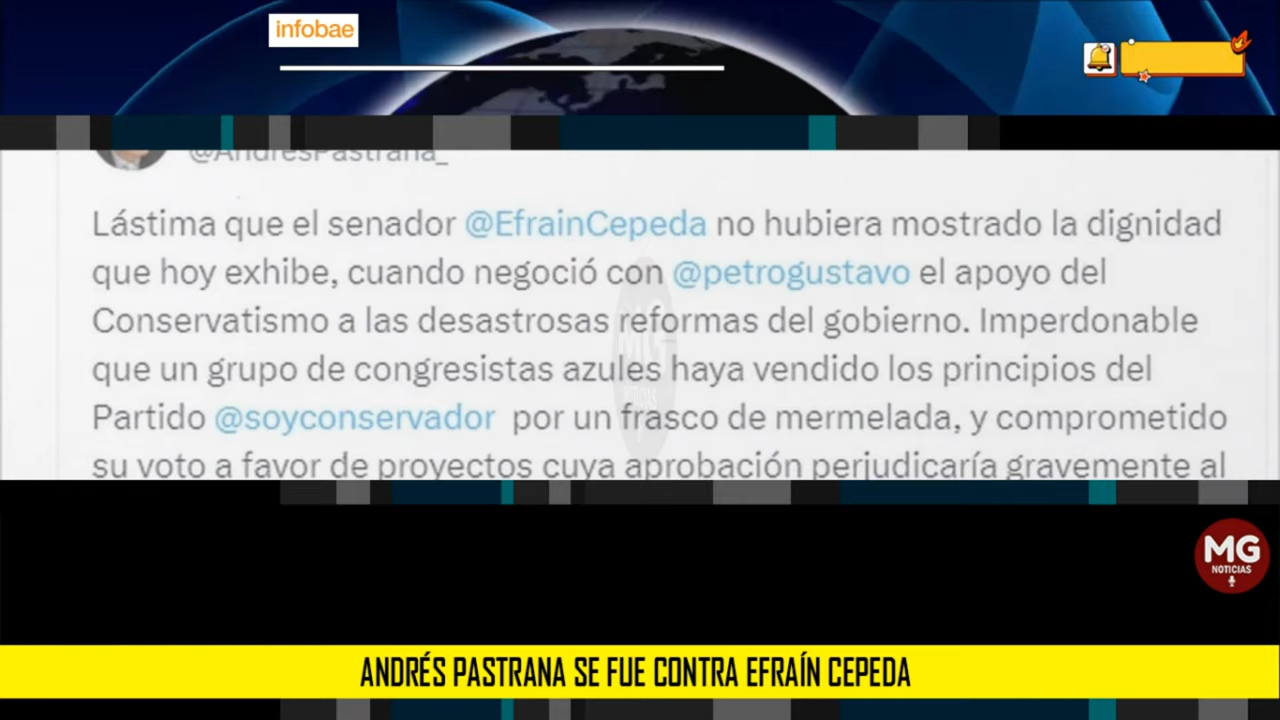 infobae
@AndresPastrana_
Lástima que el senador @EfrainCepeda no hubiera mostrado la dignidad
que hoy exhibe, cuando negoció con @petrogustavo el apoyo del
Conservatismo a las desastrosas reformas del gobierno. Imperdonable
que un grupo de congresistas azules haya vendido los principios del
Partido @soyconservador por un frasco de mermelada, y comprometido
su voto a favor de proyectos cuya aprobación perjudicaría gravemente al
MG
NOTICIAS
ANDRÉS PASTRANA SE FUE CONTRA EFRAÍN CEPEDA